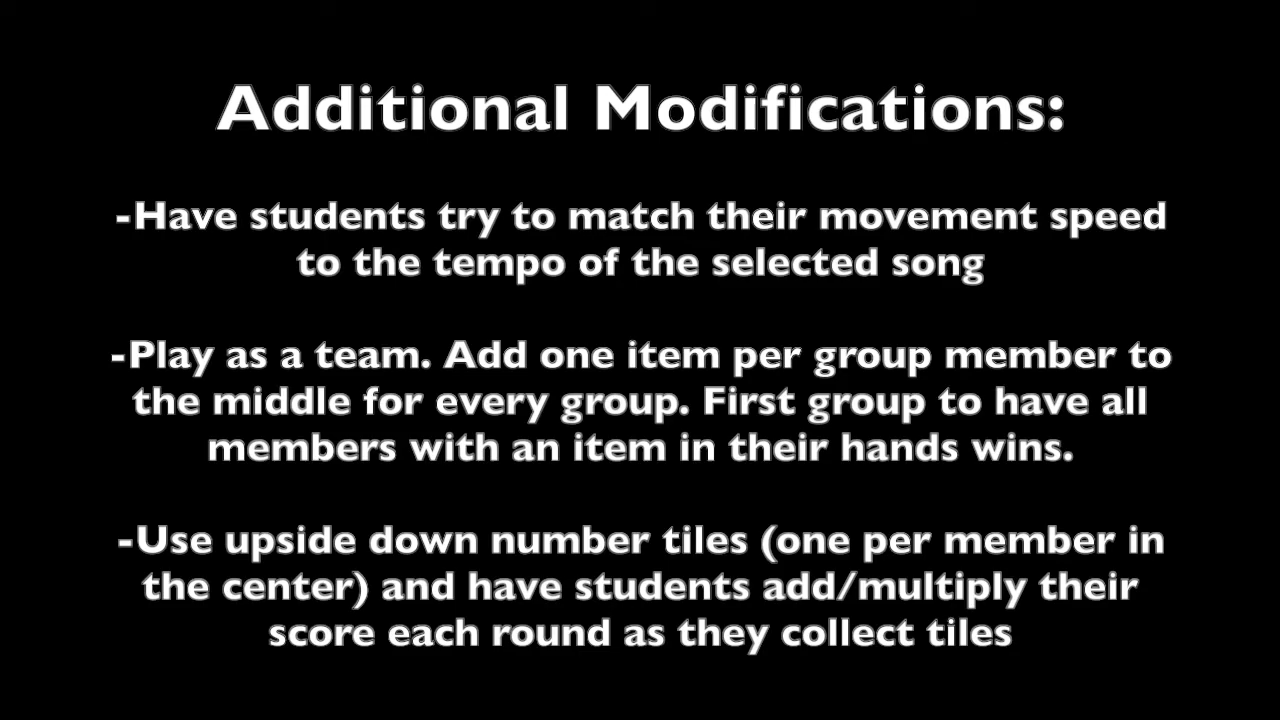 Additional Modifications:
-Have students try to match their movement speed
to the tempo of the selected song
-Play as a team. Add one item per group member to
the middle for every group. First group to have all
members with an item in their hands wins.
-Use upside down number tiles (one per member in
the center) and have students add/multiply their
score each round as they collect tiles